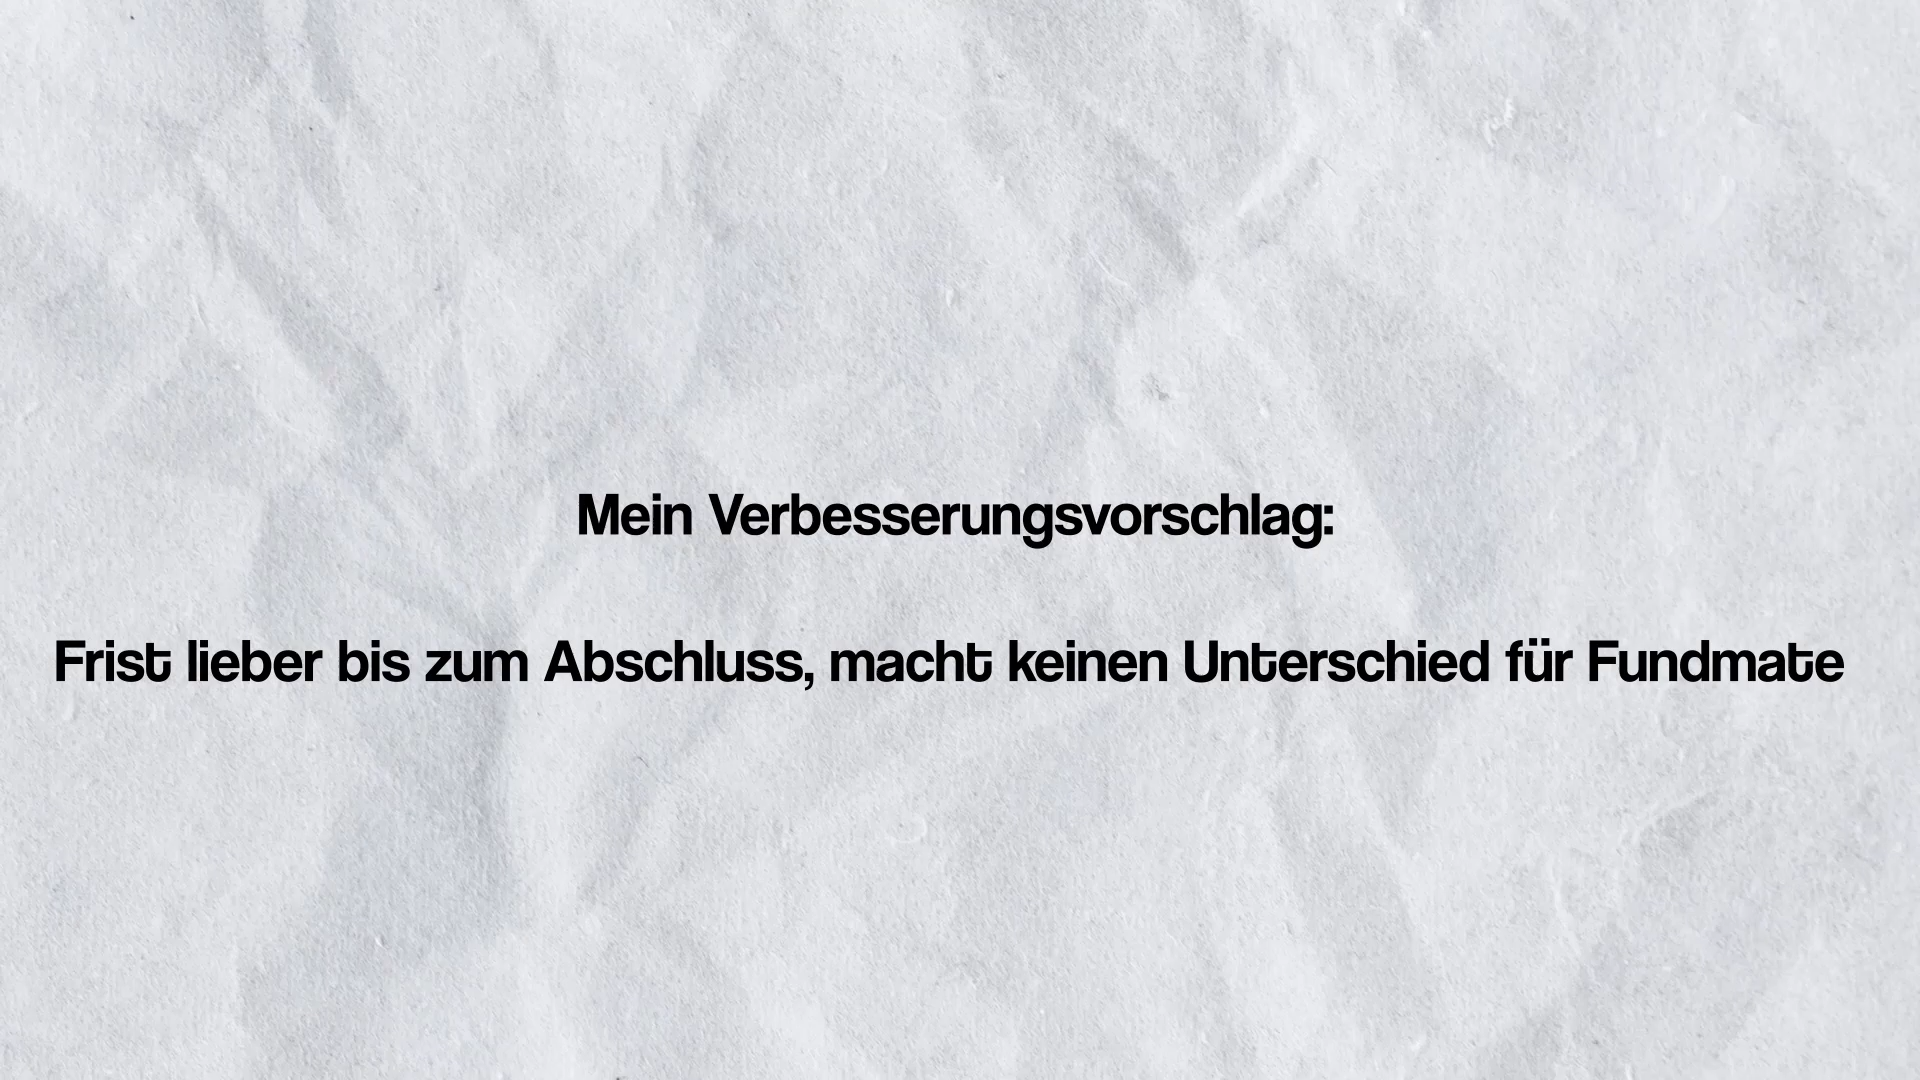 Mein Verbesserungsvorschlag:
Frist lieber bis zum Abschluss, macht keinen Unterschied für Fundmate